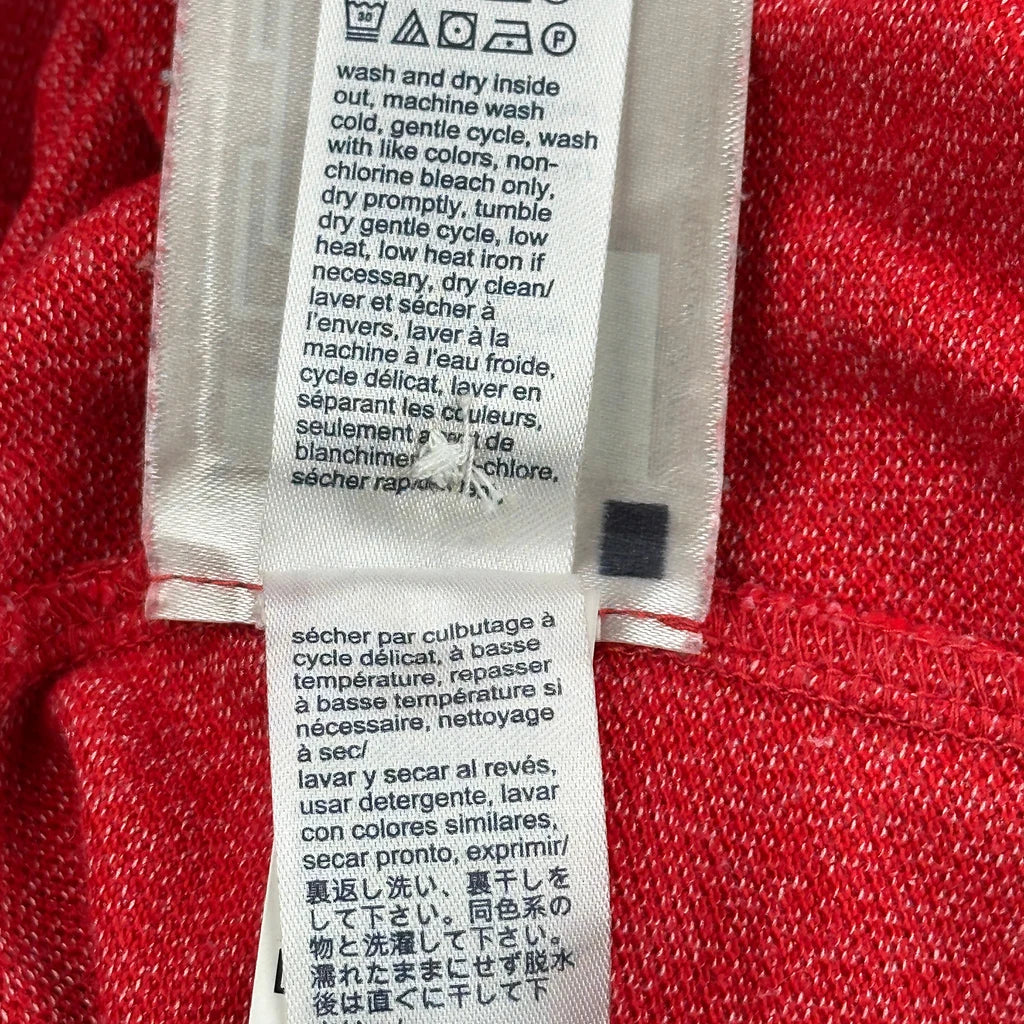 30
P
wash and dry inside
out, machine wash
cold, gentle cycle, wash
with like colors, non-
chlorine bleach only,
dry promptly, tumble
dry gentle cycle, low
heat, low heat iron if
necessary, dry clean/
laver et sécher à
l'envers, laver à la
machine à l'eau froide,
cycle délicat, laver en
séparant les couleurs,
seulement de
-chlore,
sécher
sécher par culbutage à
cycle délicat, à basse
température, repasser
à basse température si
nécessaire, nettoyage
à sec/
lavar y secar al revés,
usar detergente, lavar
con colores similares,
secar pronto, exprimir/
裏返し洗い、裏干しを
して下さい。同色系の
物と洗濯して下さい。
濡れたままにせず脱水
後は直ぐに干して下